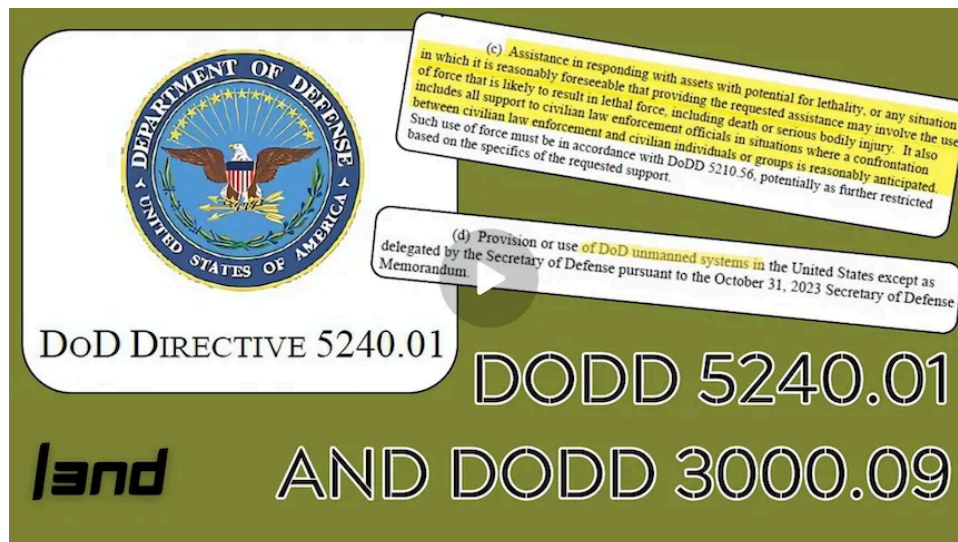 DEPARTMENT OF DEFENSE
UNITED STATES OF AMERICA
DOD DIRECTIVE 5240.01
(c) Assistance in responding with assets with potential for lethality, or any situation
in which it is reasonably foreseeable that providing the requested assistance may involve the use
of force that is likely to result in lethal force, including death or serious bodily injury. It also
includes all support to civilian law enforcement officials in situations where a confrontation
between civilian law enforcement and civilian individuals or groups is reasonably anticipated.
Such use of force must be in accordance with DoDD 5210.56, potentially as further restricted
based on the specifics of the requested support.
(d) Provision or use of DoD unmanned systems in the United States except as
delegated by the Secretary of Defense pursuant to the October 31, 2023 Secretary of Defense
Memorandum.
DODD 5240.01
AND DODD 3000.09
land